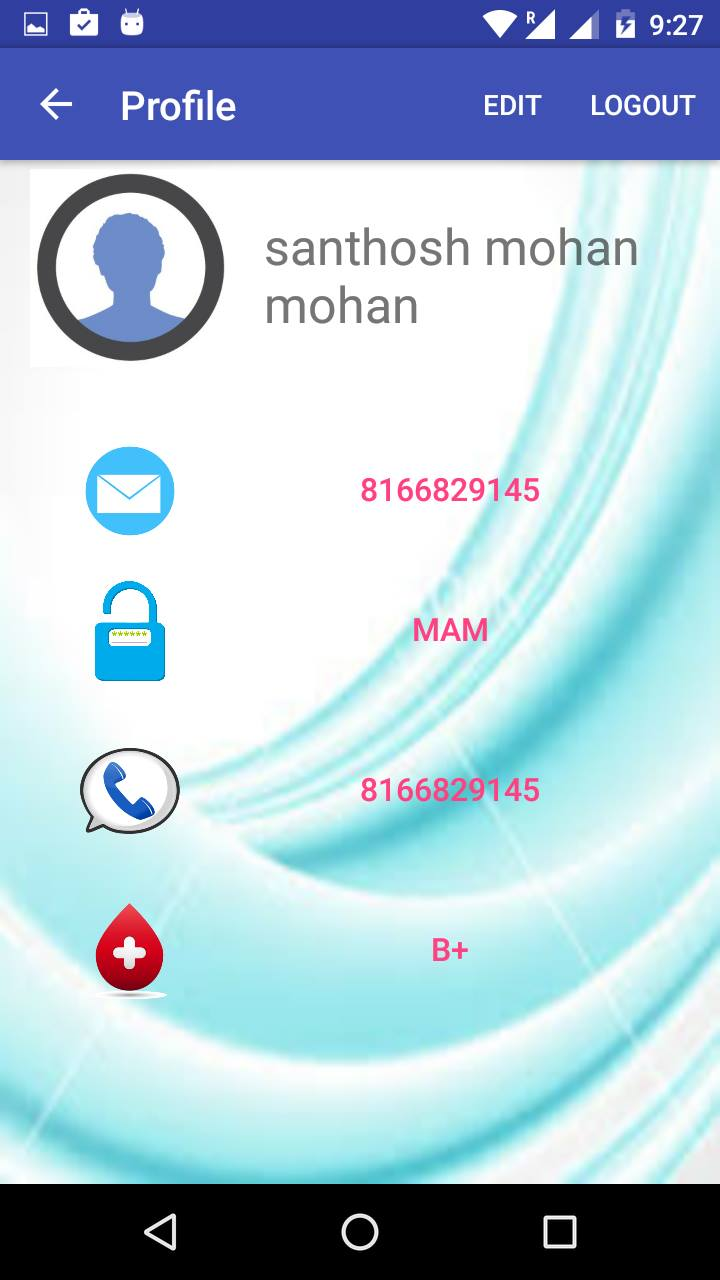 R 9:27
Profile EDIT LOGOUT
santhosh mohan
mohan
8166829145
******
MAM
8166829145
B+